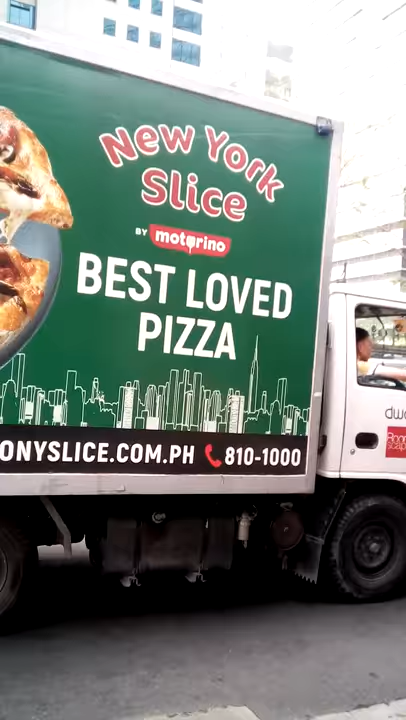 New York
Slice
BY motorino
BEST LOVED
PIZZA
ONYSLICE.COM.PH 810-1000